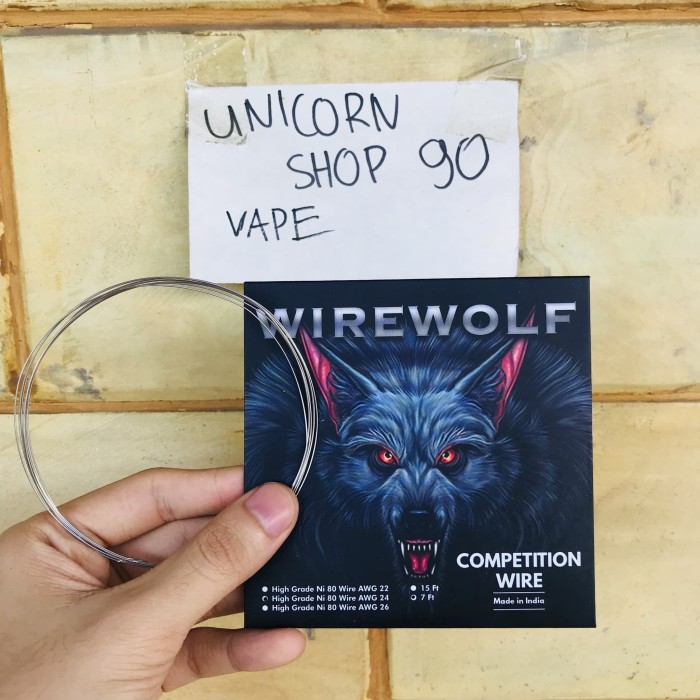 UNICORN
SHOP 90
VAPE
WIREWOLF
COMPETITION
WIRE
Made in India
High Grade Ni 80 Wire AWG 22
High Grade Ni 80 Wire AWG 24
High Grade Ni 80 Wire AWG 26
15 Ft
7 Ft